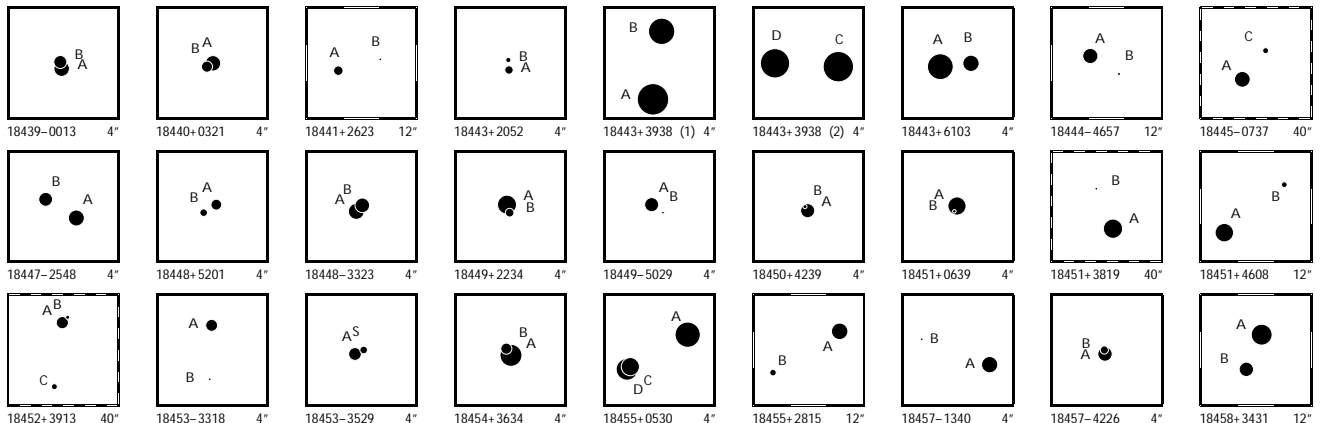 B
A
18439−0013 4″
A
B
18440+0321 4″
B
A
18441+2623 12″
B
A
18443+2052 4″
B
A
18443+3938 (1) 4″
D C
18443+3938 (2) 4″
A B
18443+6103 4″
A
B
18444−4657 12″
C
A
18445−0737 40″
B
A
18447−2548 4″
A
B
18448+5201 4″
B
A
18448−3323 4″
A
B
18449+2234 4″
A
B
18449−5029 4″
B
A
18450+4239 4″
A
B
18451+0639 4″
B
A
18451+3819 40″
B
A
18451+4608 12″
B
A
C
18452+3913 40″
A
B
18453−3318 4″
S
A
18453−3529 4″
B
A
18454+3634 4″
A
C
D
18455+0530 4″
A
B
18455+2815 12″
B
A
18457−1340 4″
B
A
18457−4226 4″
A
B
18458+3431 12″